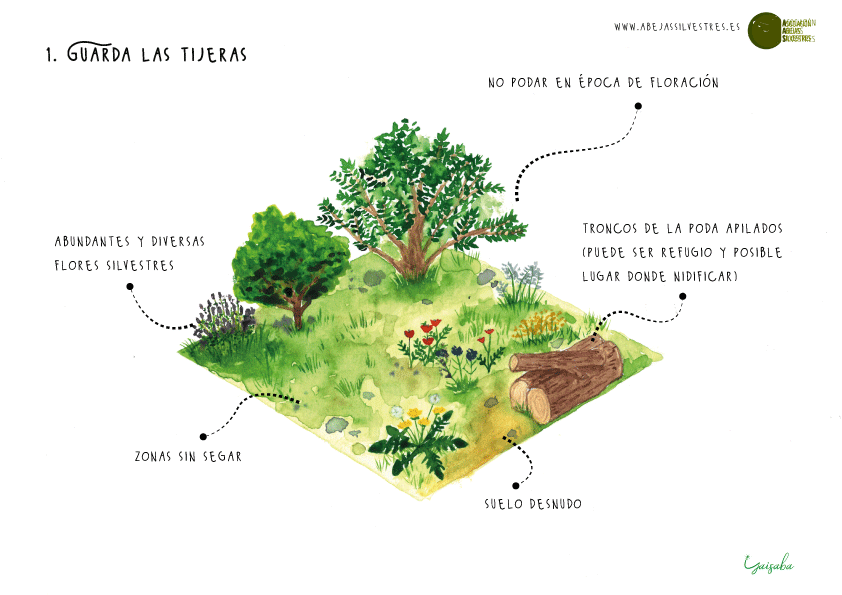 WWW.ABEJASSILVESTRES.ES
ASOCIACIÓN
ABEJAS
SILVESTRES
1. GUARDA LAS TIJERAS
NO PODAR EN ÉPOCA DE FLORACIÓN
TRONCOS DE LA PODA APILADOS
(PUEDE SER REFUGIO Y POSIBLE
LUGAR DONDE NIDIFICAR)
ABUNDANTES Y DIVERSAS
FLORES SILVESTRES
ZONAS SIN SEGAR
SUELO DESNUDO
Gaisaba